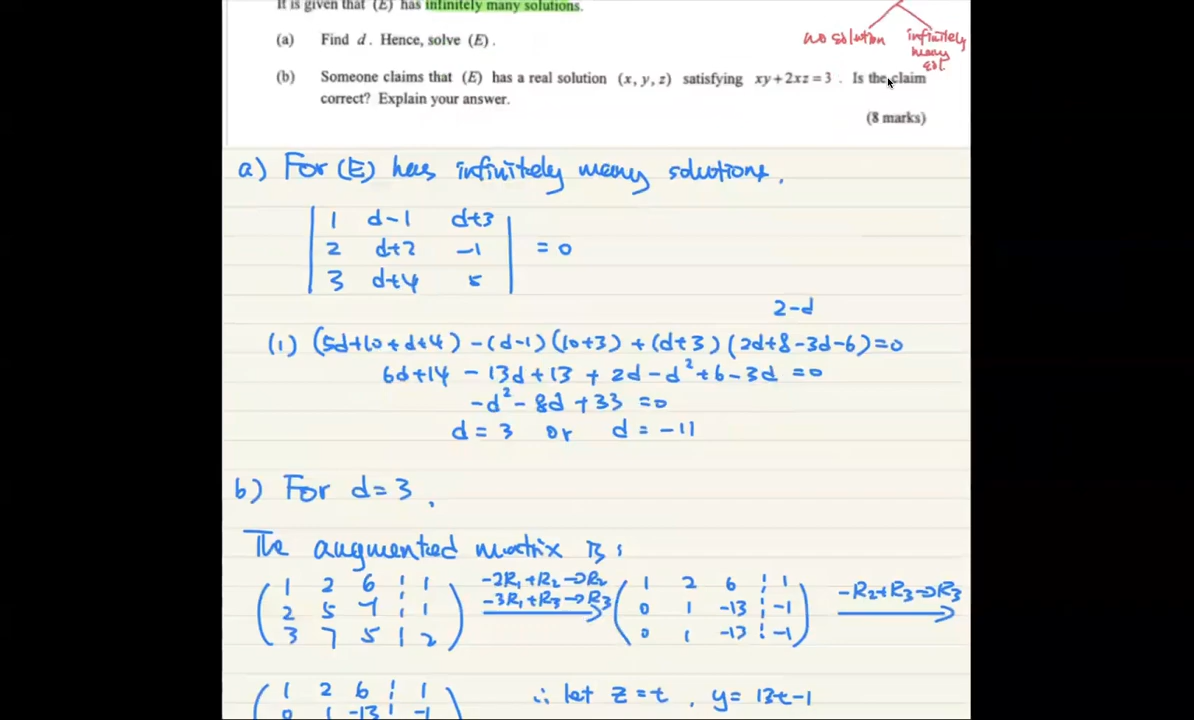 It is given that (E) has infinitely many solutions.
no solution
infinitely many sol
(a) Find d. Hence, solve (E).
(b) Someone claims that (E) has a real solution (x, y, z) satisfying xy + 2xz = 3. Is the claim
correct? Explain your answer.
(8 marks)
a) For (E) has infinitely many solutions.
| 1 d-1 d+3 |
| 2 d+2 -1 | = 0
| 3 d+4 5 |
2-d
(1) (5d+10+d+4) -(d-1)(10+3) + (d+3)(2d+8-3d-6)=0
6d+14 - 13d+13 + 2d-d²+6-3d =0
-d²-8d+33 =0
d=3 or d=-11
b) For d=3,
The augmented matrix is:
( 1 2 6 ¦ 1 ) -2R₁+R₂→R₂ ( 1 2 6 ¦ 1 ) -R₂+R₃→R₃
( 2 5 -1 ¦ 1 ) -3R₁+R₃→R₃ ( 0 1 -13 ¦ -1 )
( 3 7 5 ¦ 2 ) ( 0 1 -13 ¦ -1 )
( 1 2 6 ¦ 1 ) ∴ let z=t, y=13t-1
0 1 -13 ¦ -1